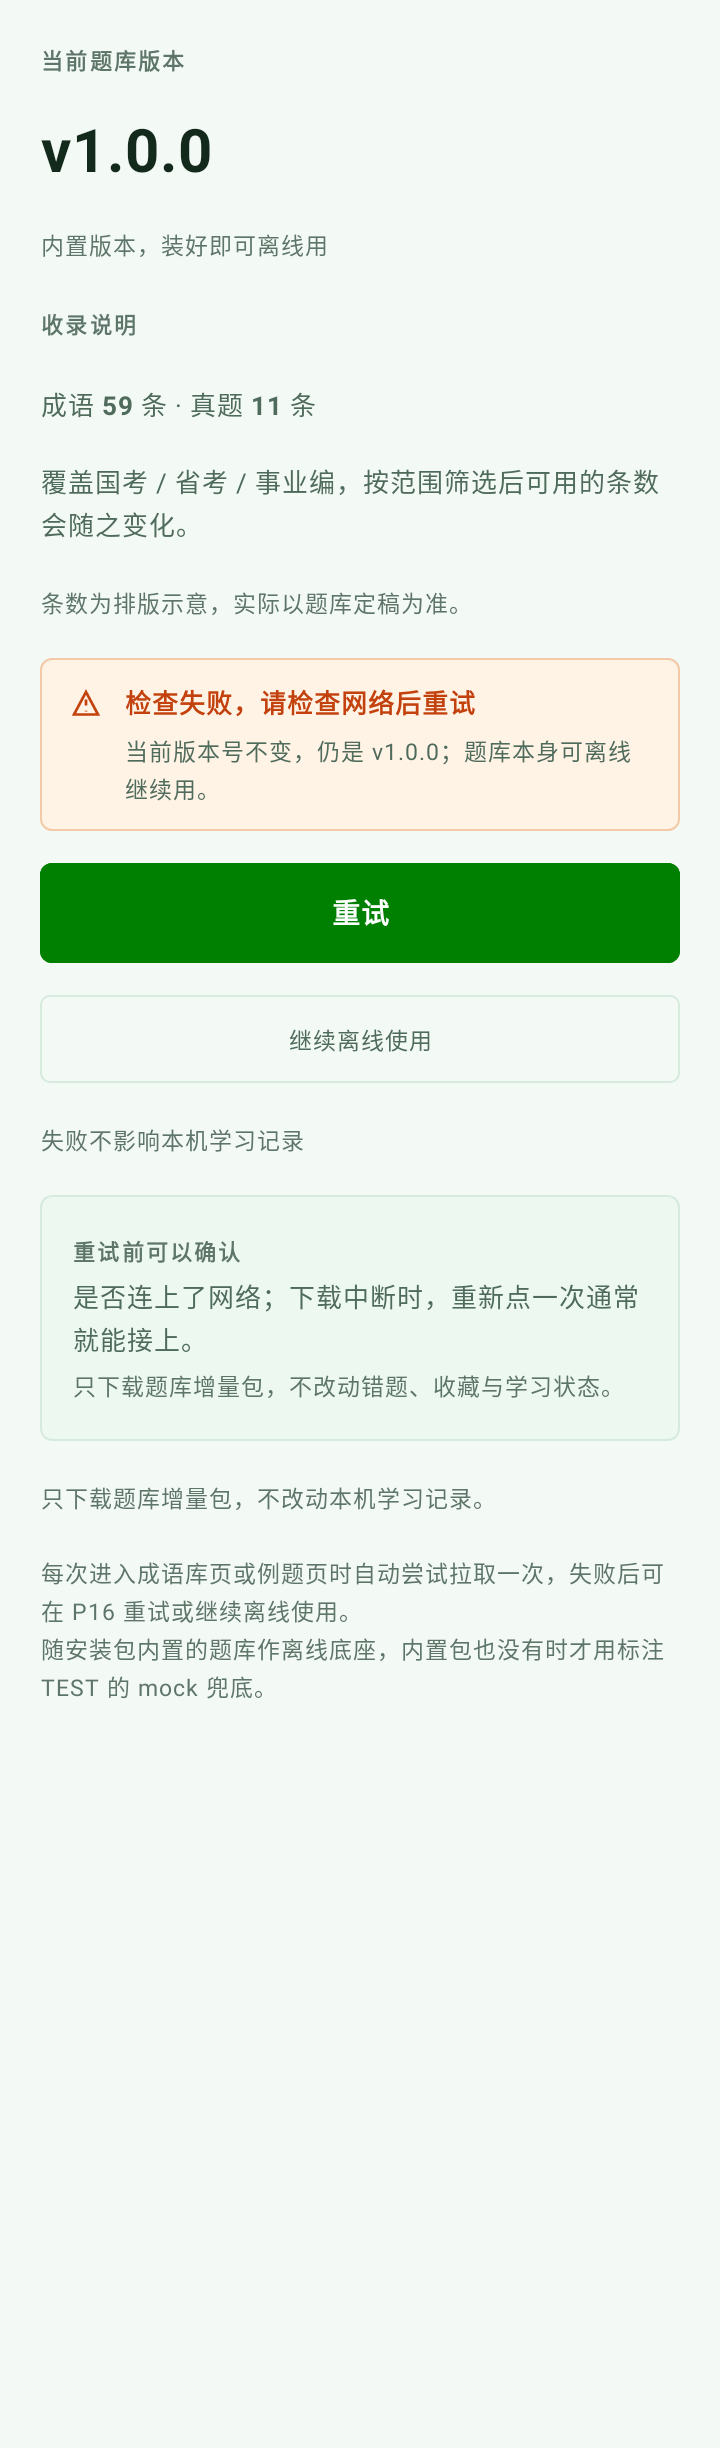 当前题库版本
v1.0.0
内置版本，装好即可离线用
收录说明
成语 59 条 · 真题 11 条
覆盖国考 / 省考 / 事业编，按范围筛选后可用的条数
会随之变化。
条数为排版示意，实际以题库定稿为准。
检查失败，请检查网络后重试
当前版本号不变，仍是 v1.0.0；题库本身可离线
继续用。
重试
继续离线使用
失败不影响本机学习记录
重试前可以确认
是否连上了网络；下载中断时，重新点一次通常
就能接上。
只下载题库增量包，不改动错题、收藏与学习状态。
只下载题库增量包，不改动本机学习记录。
每次进入成语库页或例题页时自动尝试拉取一次，失败后可
在 P16 重试或继续离线使用。
随安装包内置的题库作离线底座，内置包也没有时才用标注
TEST 的 mock 兜底。